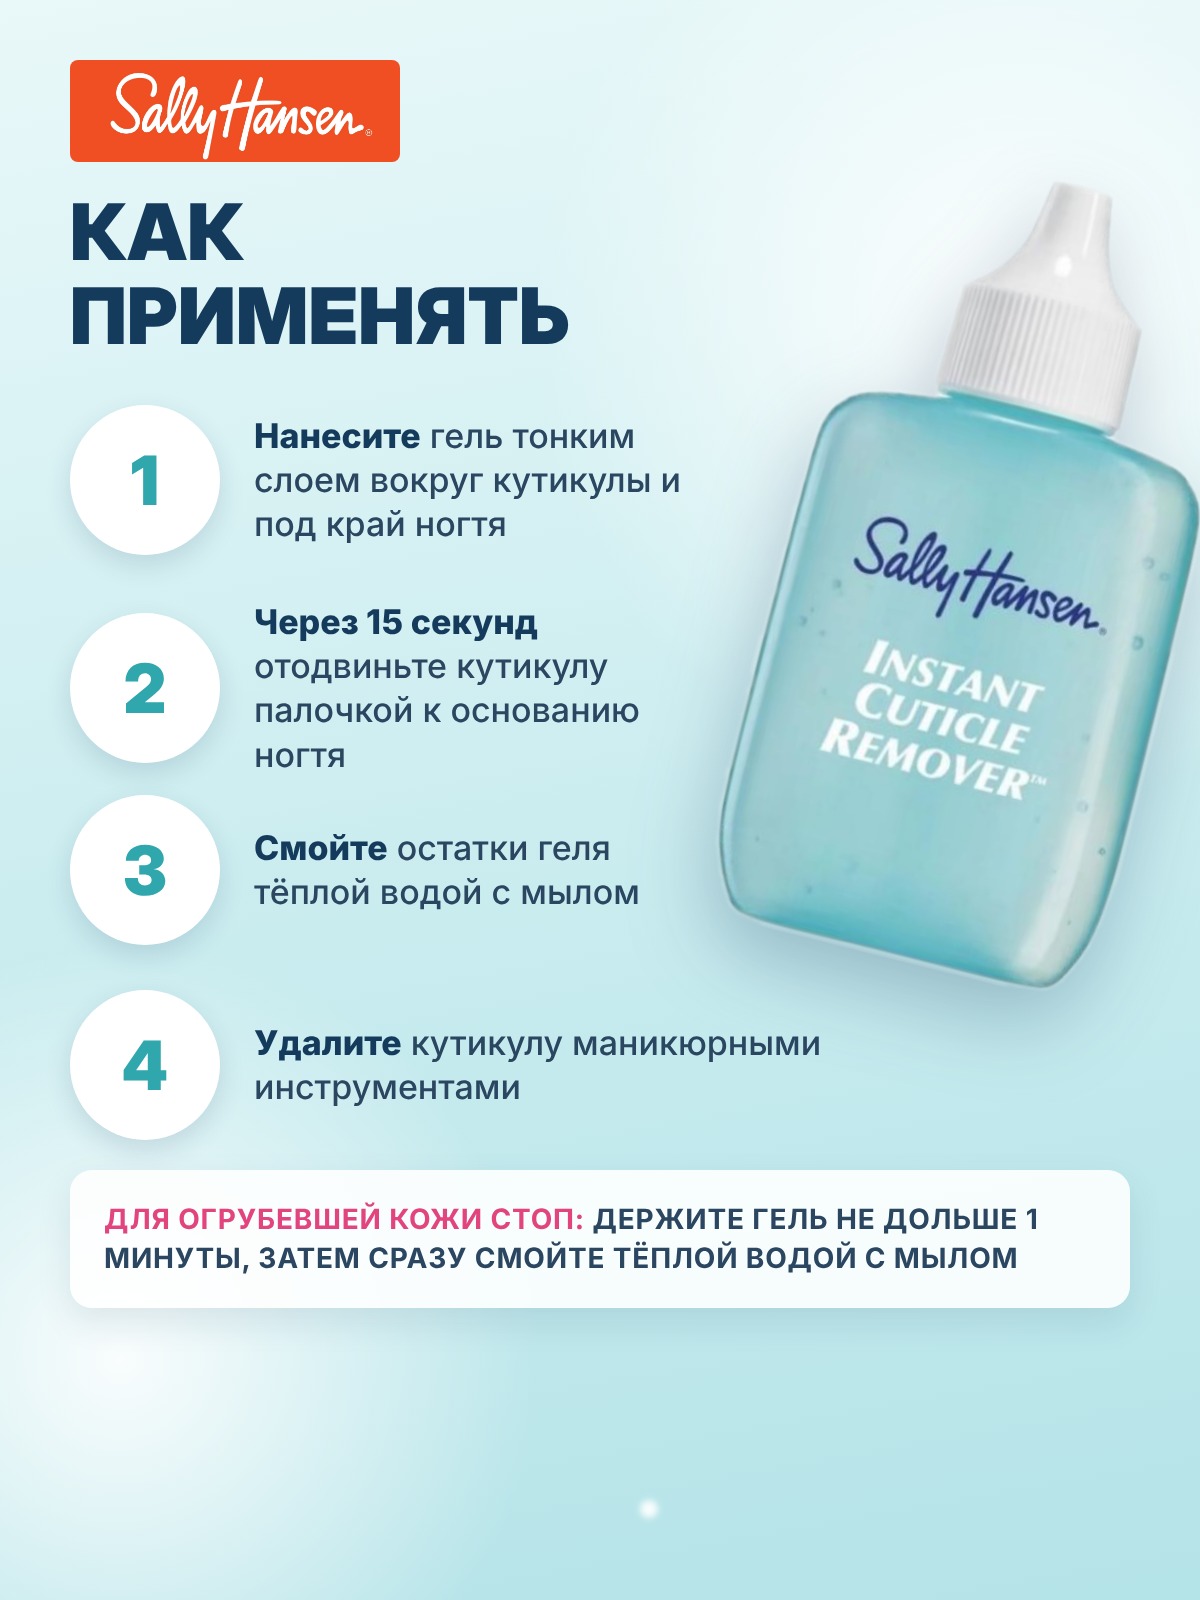 Sally Hansen®
КАК
ПРИМЕНЯТЬ
1
Нанесите гель тонким
слоем вокруг кутикулы и
под край ногтя
2
Через 15 секунд
отодвиньте кутикулу
палочкой к основанию
ногтя
3
Смойте остатки геля
тёплой водой с мылом
4
Удалите кутикулу маникюрными
инструментами
ДЛЯ ОГРУБЕВШЕЙ КОЖИ СТОП: ДЕРЖИТЕ ГЕЛЬ НЕ ДОЛЬШЕ 1
МИНУТЫ, ЗАТЕМ СРАЗУ СМОЙТЕ ТЁПЛОЙ ВОДОЙ С МЫЛОМ
Sally Hansen®
INSTANT
CUTICLE
REMOVER™